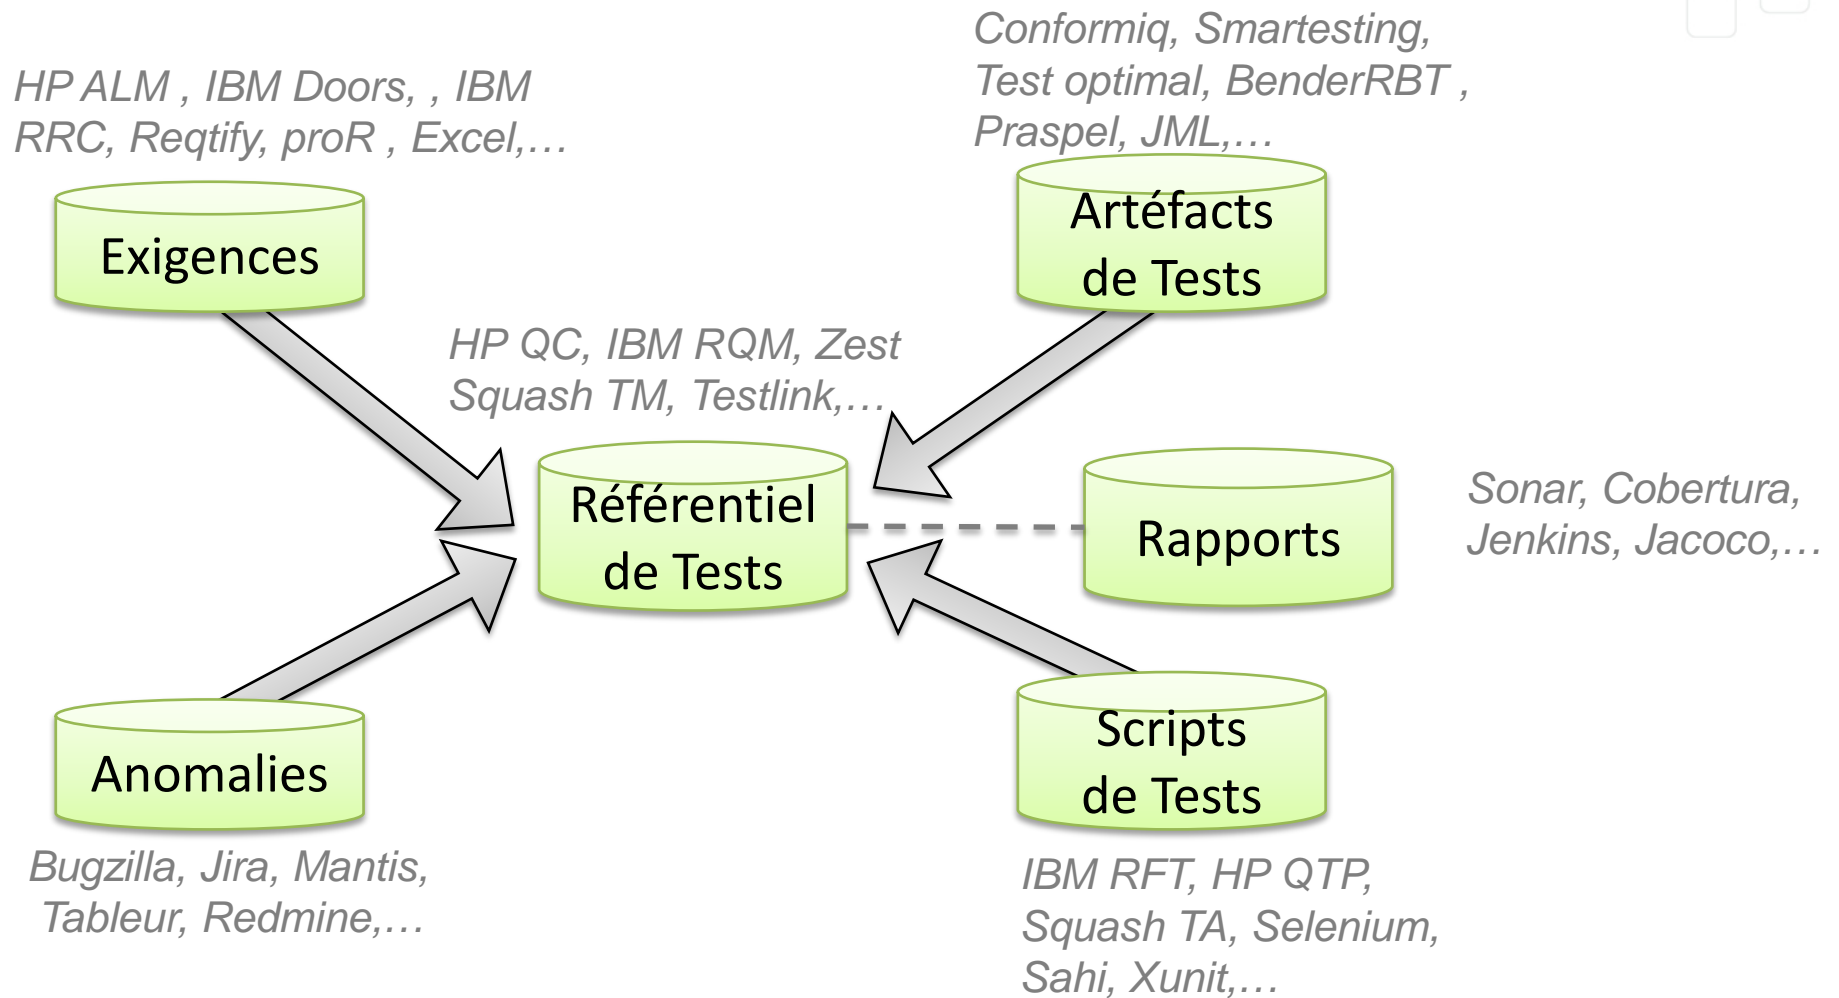 HP ALM , IBM Doors, , IBM
RRC, Reqtify, proR , Excel,…
Exigences
Conformiq, Smartesting,
Test optimal, BenderRBT ,
Praspel, JML,…
Artéfacts
de Tests
HP QC, IBM RQM, Zest
Squash TM, Testlink,…
Référentiel
de Tests
Rapports
Sonar, Cobertura,
Jenkins, Jacoco,…
Anomalies
Bugzilla, Jira, Mantis,
Tableur, Redmine,…
Scripts
de Tests
IBM RFT, HP QTP,
Squash TA, Selenium,
Sahi, Xunit,…